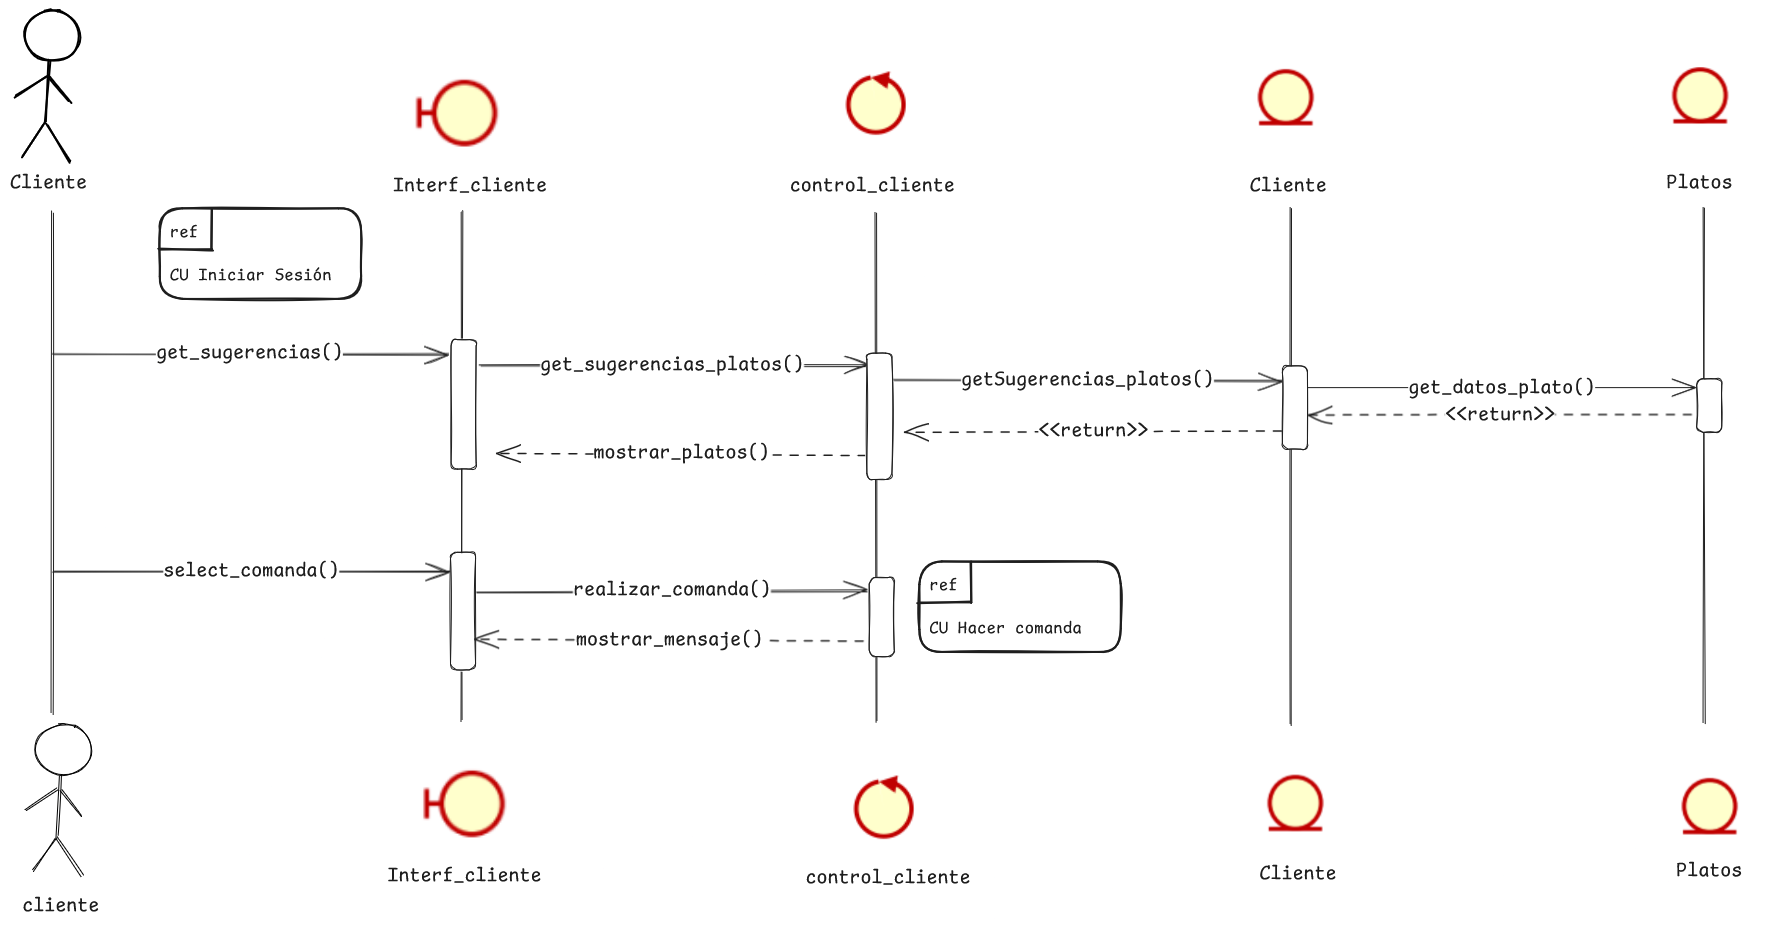 Cliente
Interf_cliente
control_cliente
Cliente
Platos
ref
CU Iniciar Sesión
get_sugerencias()
get_sugerencias_platos()
getSugerencias_platos()
get_datos_plato()
<<return>>
<<return>>
mostrar_platos()
select_comanda()
realizar_comanda()
ref
CU Hacer comanda
mostrar_mensaje()
cliente
Interf_cliente
control_cliente
Cliente
Platos